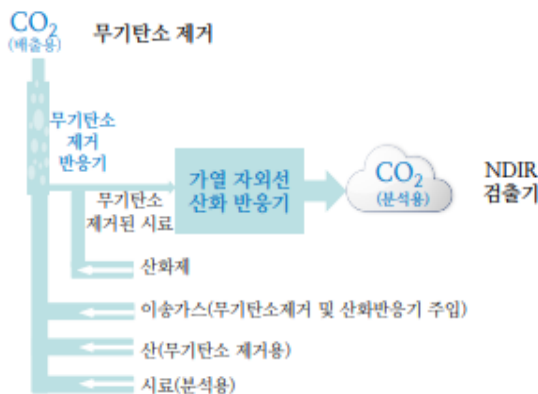 CO2
(배출용)
무기탄소 제거
무기탄소
제거
반응기
가열 자외선
산화 반응기
CO2
(분석용)
NDIR
검출기
무기탄소
제거된 시료
산화제
이송가스(무기탄소제거 및 산화반응기 주입)
산(무기탄소 제거용)
시료(분석용)